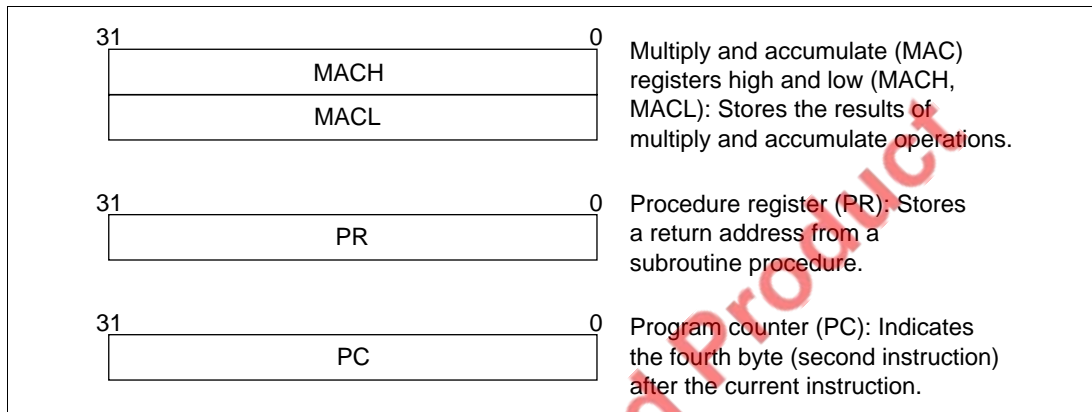 31 0
MACH
MACL
Multiply and accumulate (MAC)
registers high and low (MACH,
MACL): Stores the results of
multiply and accumulate operations.
31 0
PR
Procedure register (PR): Stores
a return address from a
subroutine procedure.
31 0
PC
Program counter (PC): Indicates
the fourth byte (second instruction)
after the current instruction.
d Product